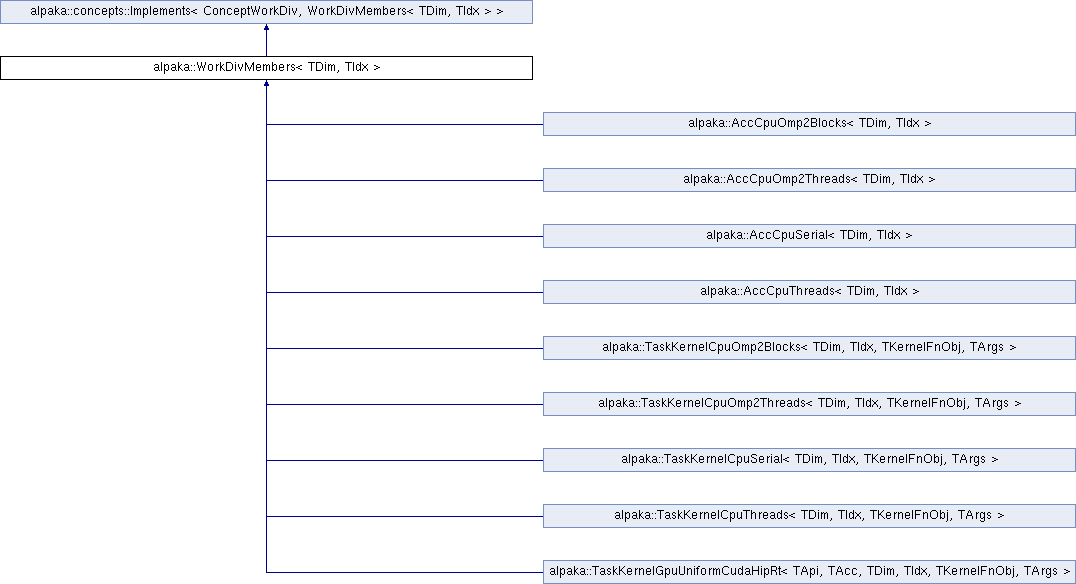 alpaka::concepts::Implements< ConceptWorkDiv, WorkDivMembers< TDim, TIdx > >
alpaka::WorkDivMembers< TDim, TIdx >
alpaka::AccCpuOmp2Blocks< TDim, TIdx >
alpaka::AccCpuOmp2Threads< TDim, TIdx >
alpaka::AccCpuSerial< TDim, TIdx >
alpaka::AccCpuThreads< TDim, TIdx >
alpaka::TaskKernelCpuOmp2Blocks< TDim, TIdx, TKernelFnObj, TArgs >
alpaka::TaskKernelCpuOmp2Threads< TDim, TIdx, TKernelFnObj, TArgs >
alpaka::TaskKernelCpuSerial< TDim, TIdx, TKernelFnObj, TArgs >
alpaka::TaskKernelCpuThreads< TDim, TIdx, TKernelFnObj, TArgs >
alpaka::TaskKernelGpuUniformCudaHipRt< TApi, TAcc, TDim, TIdx, TKernelFnObj, TArgs >